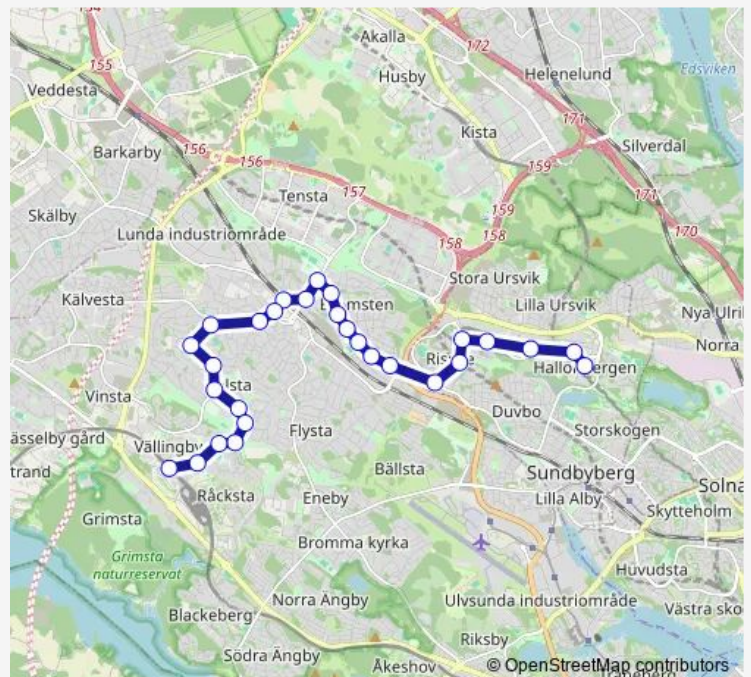 Akalla
172
155
Husby
Helenelund
Edsviken
Veddesta
171
Kista
Silverdal
Barkarby
156
156
159
Tensta
157
171
Skälby
159
170
Lunda industriområde
158
158
Stora Ursvik
Kälvesta
Lilla Ursvik
Norra
Vinsta
Duvbo
ässelby gård
Flysta
Storskogen
trand
Vällingby
Bällsta
Sundbyberg
Solna
Råcksta
Eneby
Lilla Alby
Grimsta
Skytteholm
Bromma kyrka
Grimsta
naturreservat
Huvudsta
Norra Ängby
Ulvsunda industriområde
Västra sko
Blackeberg
Riksby
Södra Ängby
Åkeshov
© OpenStreetMap contributors